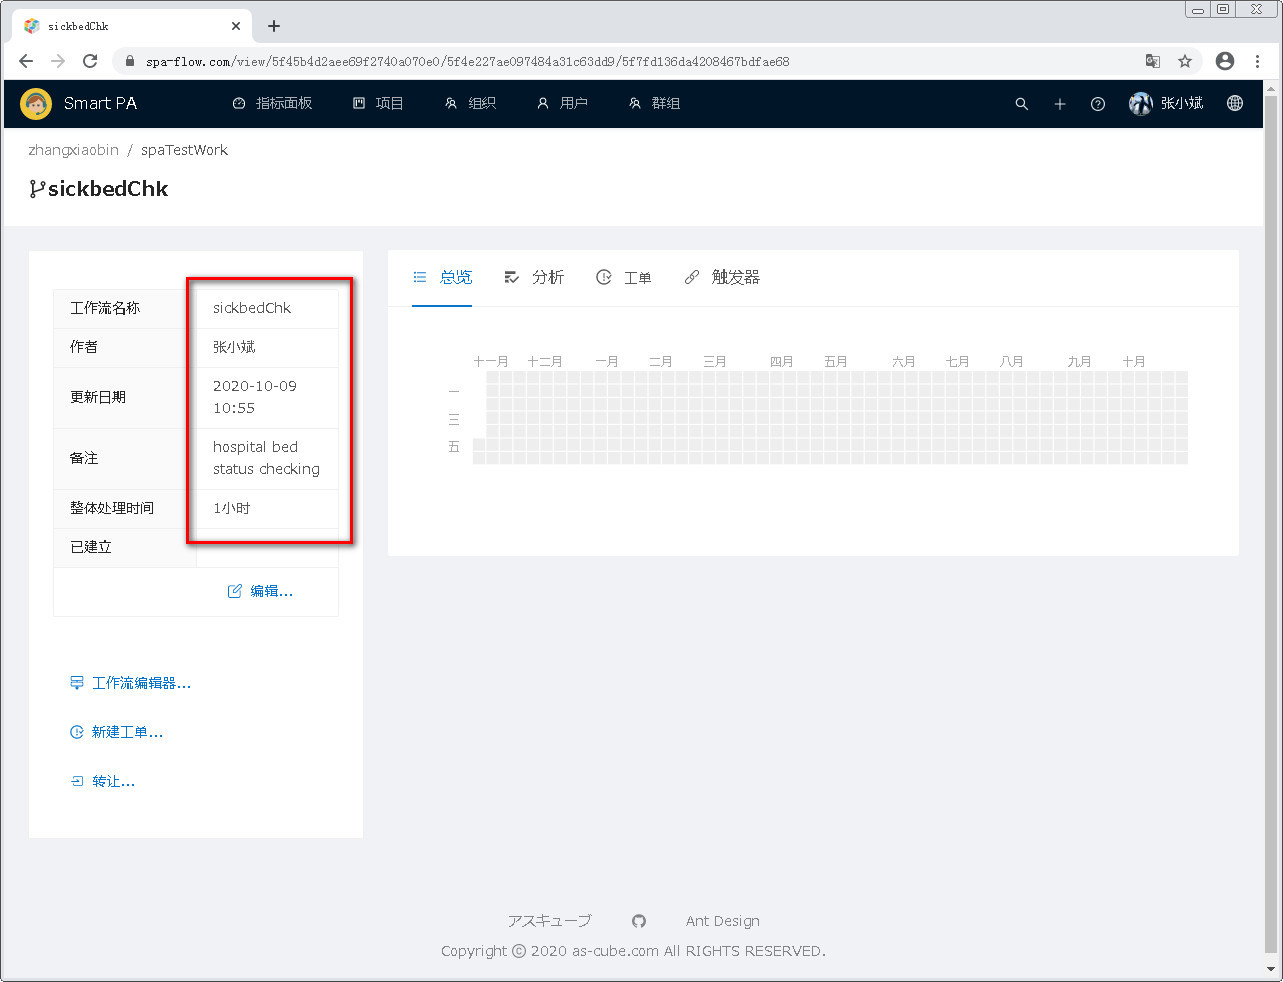 sickbedChk
spa-flow.com/view/5f45b4d2aee69f2740a070e0/5f4e227ae097484a31c63dd9/5f7fd136da4208467bdfae68
Smart PA 指标面板 项目 组织 用户 群组 张小斌
zhangxiaobin / spaTestWork
sickbedChk
总览 分析 工单 触发器
工作流名称 sickbedChk
作者 张小斌
更新日期 2020-10-09
10:55
备注 hospital bed
status checking
整体处理时间 1小时
已建立
编辑...
十一月 十二月 一月 二月 三月 四月 五月 六月 七月 八月 九月 十月
一
三
五
工作流编辑器...
新建工单...
转让...
アスキューブ Ant Design
Copyright © 2020 as-cube.com All RIGHTS RESERVED.